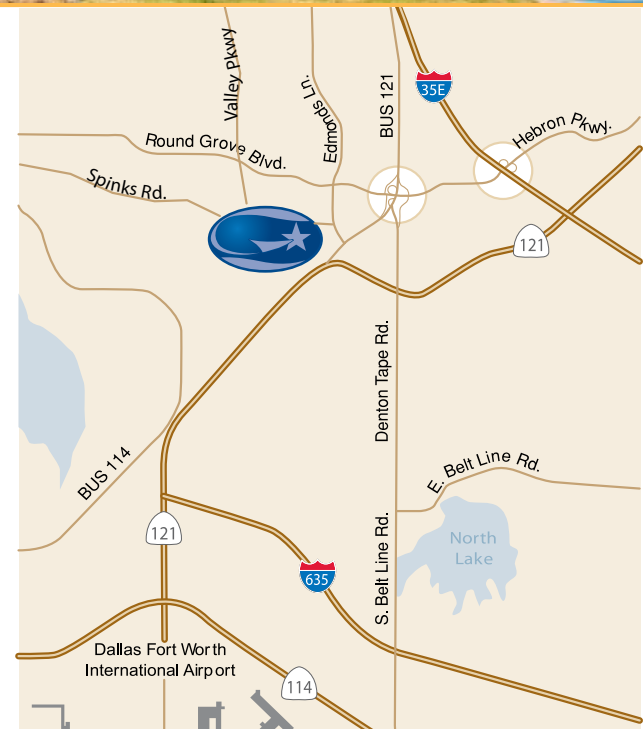 Valley Pkwy
Edmonds Ln.
BUS 121
35E
Hebron Pkwy.
Round Grove Blvd.
Spinks Rd.
121
Denton Tape Rd.
BUS 114
E. Belt Line Rd.
121
North
Lake
S. Belt Line Rd.
635
Dallas Fort Worth
International Airport
114